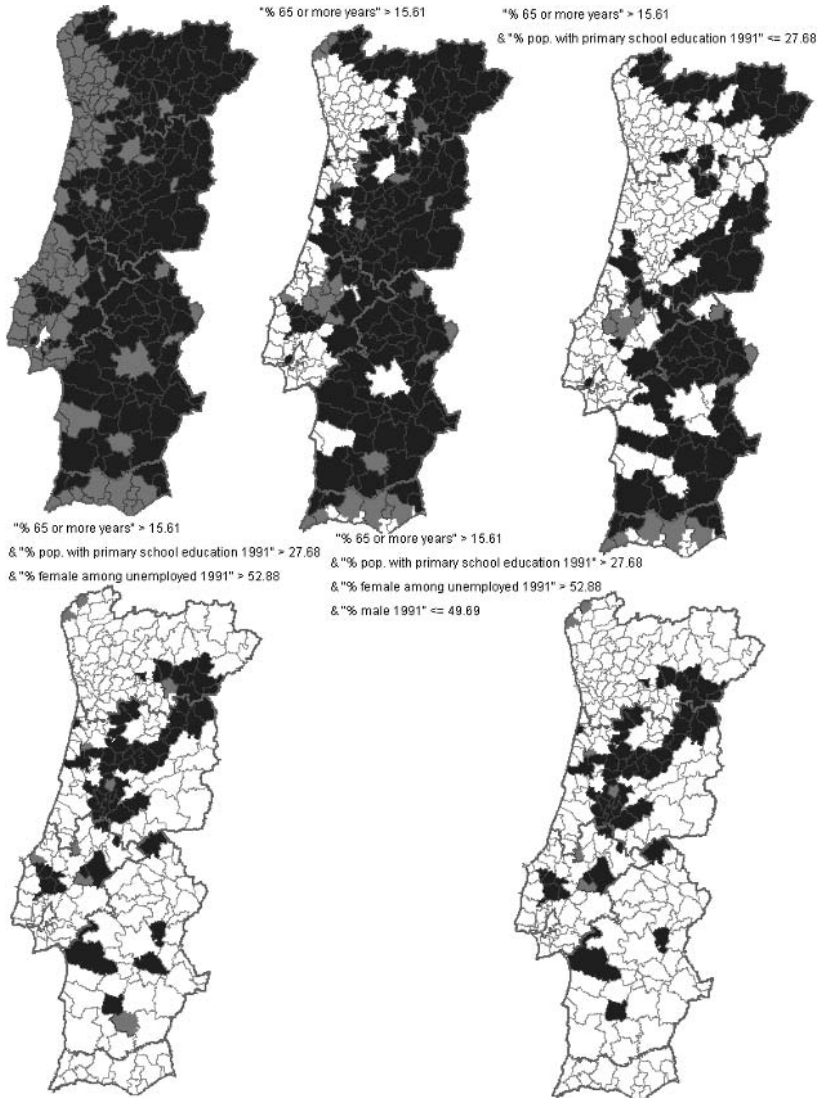 "% 65 or more years" > 15.61
"% 65 or more years" > 15.61
& "% pop. with primary school education 1991" <= 27.68
"% 65 or more years" > 15.61
& "% pop. with primary school education 1991" > 27.68
& "% female among unemployed 1991" > 52.88
"% 65 or more years" > 15.61
& "% pop. with primary school education 1991" > 27.68
& "% female among unemployed 1991" > 52.88
& "% male 1991" <= 49.69